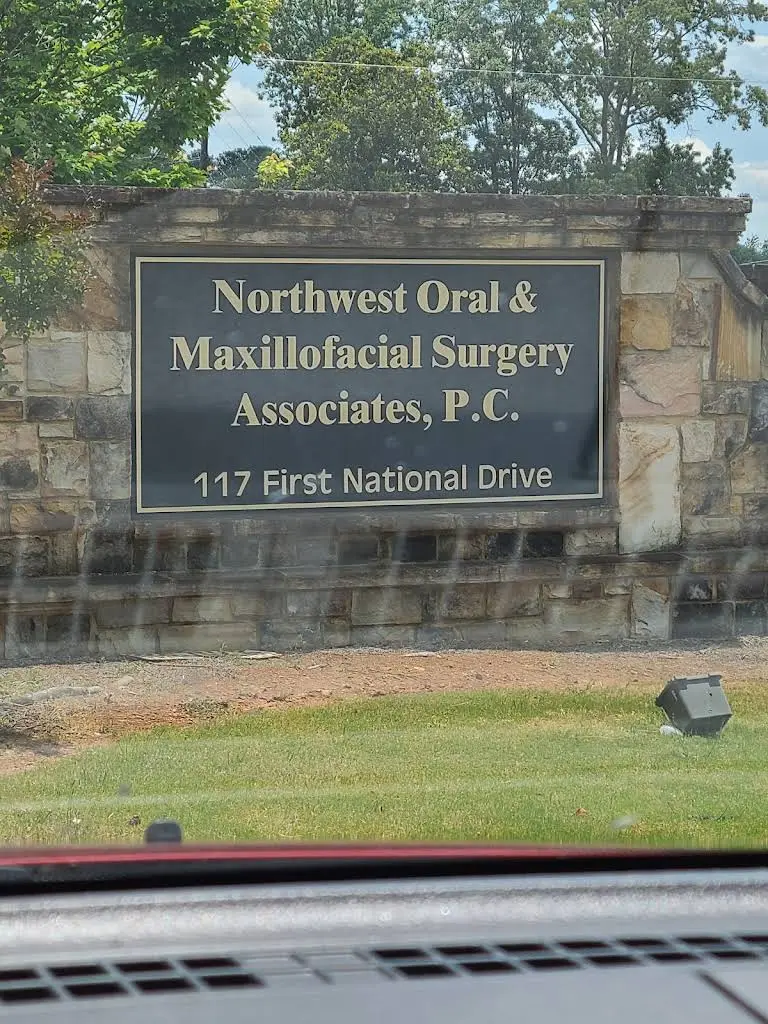 Northwest Oral &
Maxillofacial Surgery
Associates, P.C.
117 First National Drive